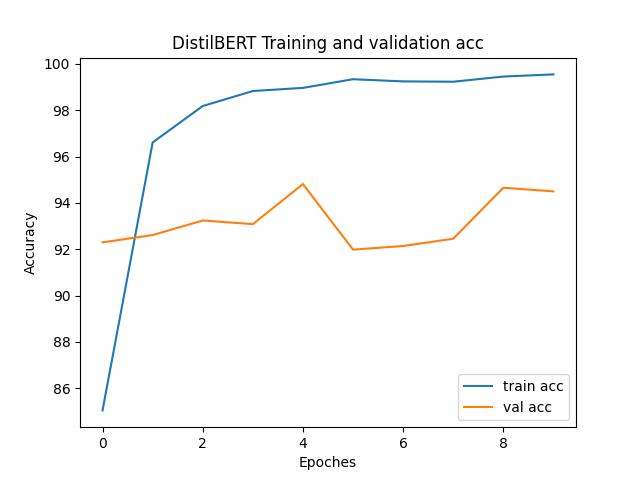 DistilBERT Training and validation acc
100
98
96
94
92
90
88
86
Accuracy
0 2 4 6 8
Epoches
train acc
val acc